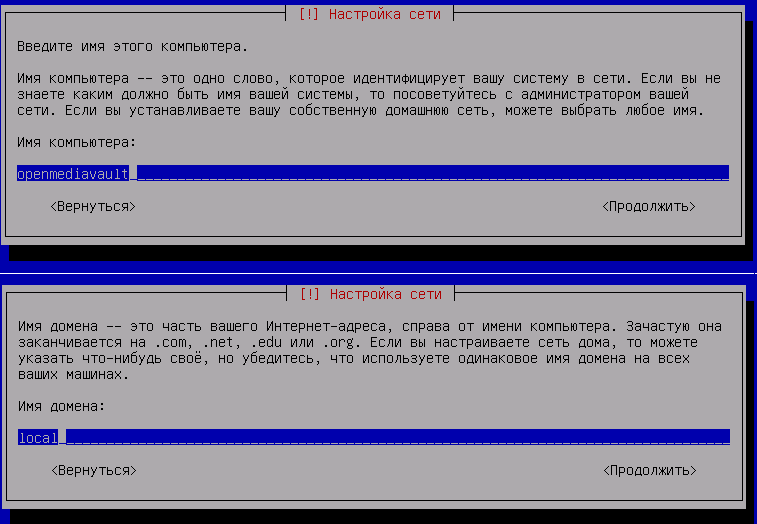 [!] Настройка сети
Введите имя этого компьютера.
Имя компьютера -- это одно слово, которое идентифицирует вашу систему в сети. Если вы не
знаете каким должно быть имя вашей системы, то посоветуйтесь с администратором вашей
сети. Если вы устанавливаете вашу собственную домашнюю сеть, можете выбрать любое имя.
Имя компьютера:
openmediavault
<Вернуться> <Продолжить>
[!] Настройка сети
Имя домена -- это часть вашего Интернет-адреса, справа от имени компьютера. Зачастую она
заканчивается на .com, .net, .edu или .org. Если вы настраиваете сеть дома, то можете
указать что-нибудь своё, но убедитесь, что используете одинаковое имя домена на всех
ваших машинах.
Имя домена:
local
<Вернуться> <Продолжить>